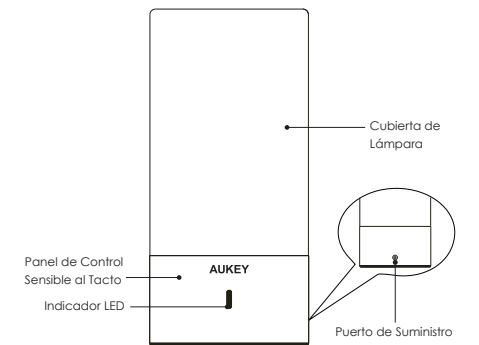 Cubierta de
Lámpara
Panel de Control
Sensible al Tacto
AUKEY
Indicador LED
Puerto de Suministro